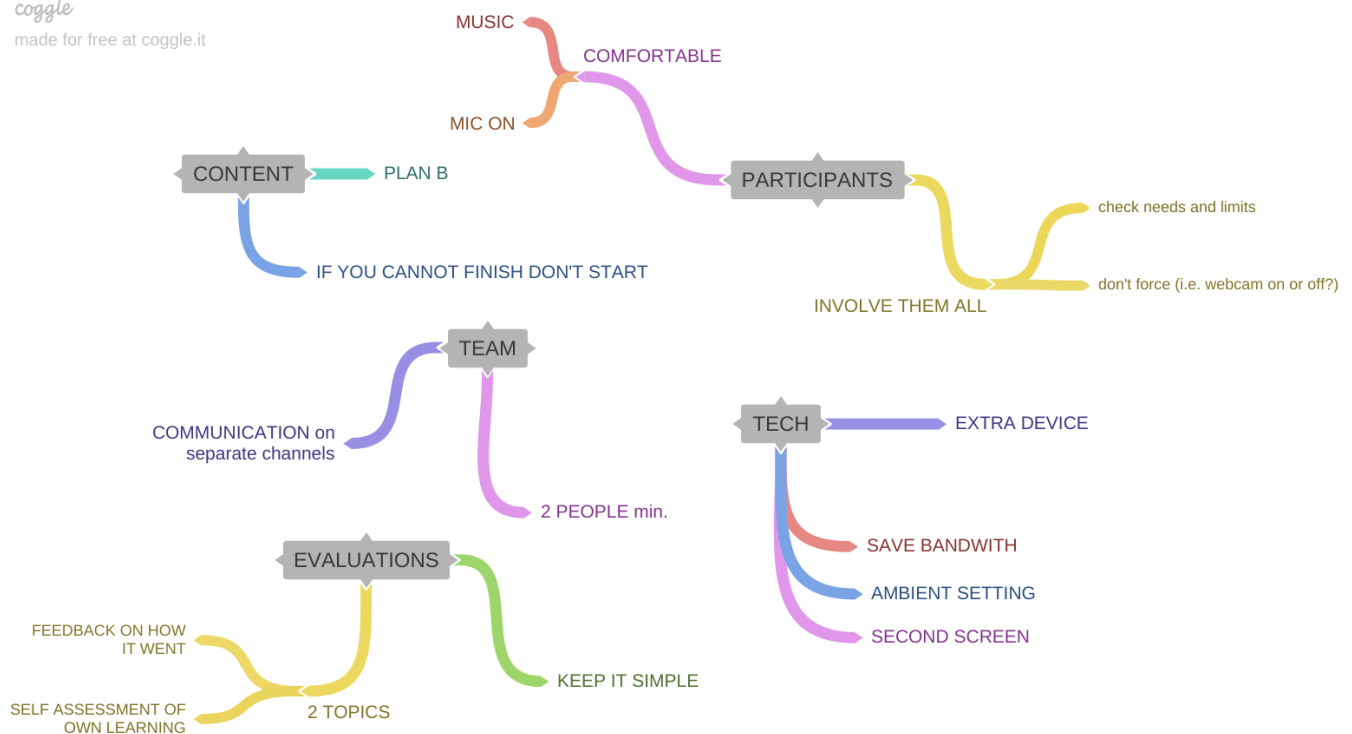 coggle
made for free at coggle.it
MUSIC
COMFORTABLE
MIC ON
CONTENT
PLAN B
IF YOU CANNOT FINISH DON'T START
PARTICIPANTS
check needs and limits
don't force (i.e. webcam on or off?)
INVOLVE THEM ALL
TEAM
COMMUNICATION on
separate channels
2 PEOPLE min.
TECH
EXTRA DEVICE
SAVE BANDWITH
AMBIENT SETTING
SECOND SCREEN
EVALUATIONS
FEEDBACK ON HOW
IT WENT
SELF ASSESSMENT OF
OWN LEARNING
2 TOPICS
KEEP IT SIMPLE